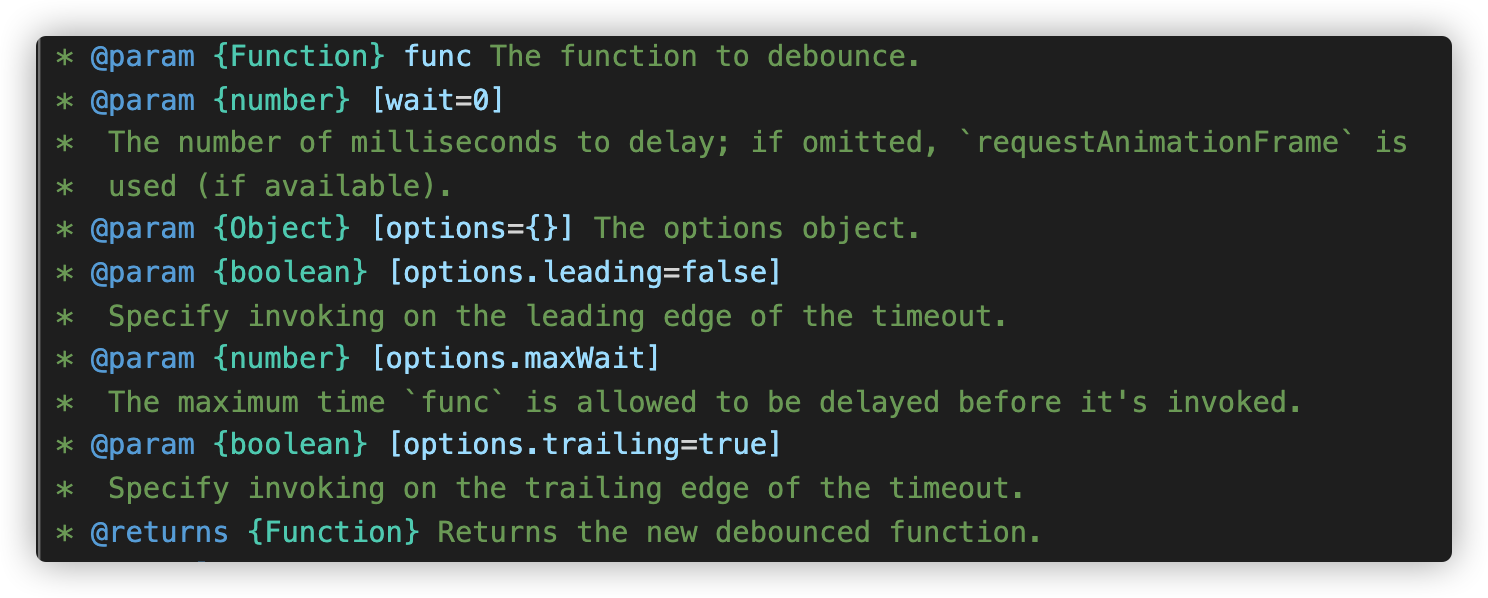 * @param {Function} func The function to debounce.
* @param {number} [wait=0]
*  The number of milliseconds to delay; if omitted, `requestAnimationFrame` is
*  used (if available).
* @param {Object} [options={}] The options object.
* @param {boolean} [options.leading=false]
*  Specify invoking on the leading edge of the timeout.
* @param {number} [options.maxWait]
*  The maximum time `func` is allowed to be delayed before it's invoked.
* @param {boolean} [options.trailing=true]
*  Specify invoking on the trailing edge of the timeout.
* @returns {Function} Returns the new debounced function.